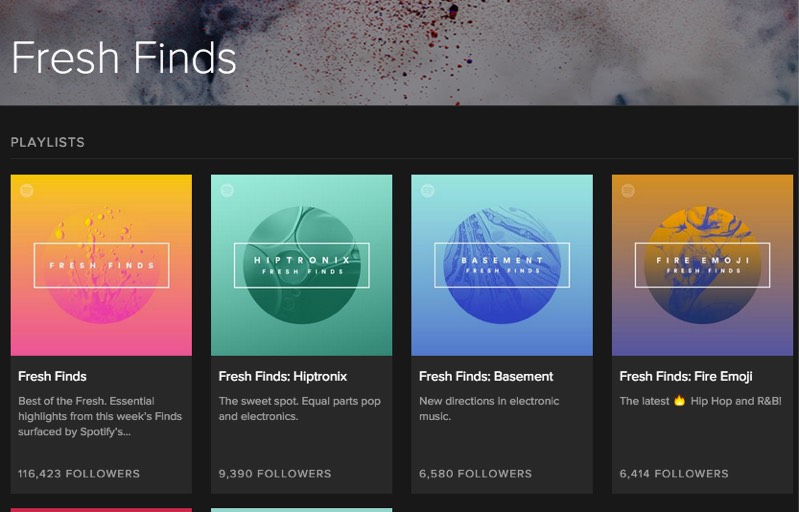 Fresh Finds
PLAYLISTS
FRESH FINDS
Fresh Finds
Best of the Fresh. Essential
highlights from this week's Finds
surfaced by Spotify's...
116,423 FOLLOWERS
HIPTRONIX
FRESH FINDS
Fresh Finds: Hiptronix
The sweet spot. Equal parts pop
and electronics.
9,390 FOLLOWERS
BASEMENT
FRESH FINDS
Fresh Finds: Basement
New directions in electronic
music.
6,580 FOLLOWERS
FIRE EMOJI
FRESH FINDS
Fresh Finds: Fire Emoji
The latest 🔥 Hip Hop and R&B!
6,414 FOLLOWERS